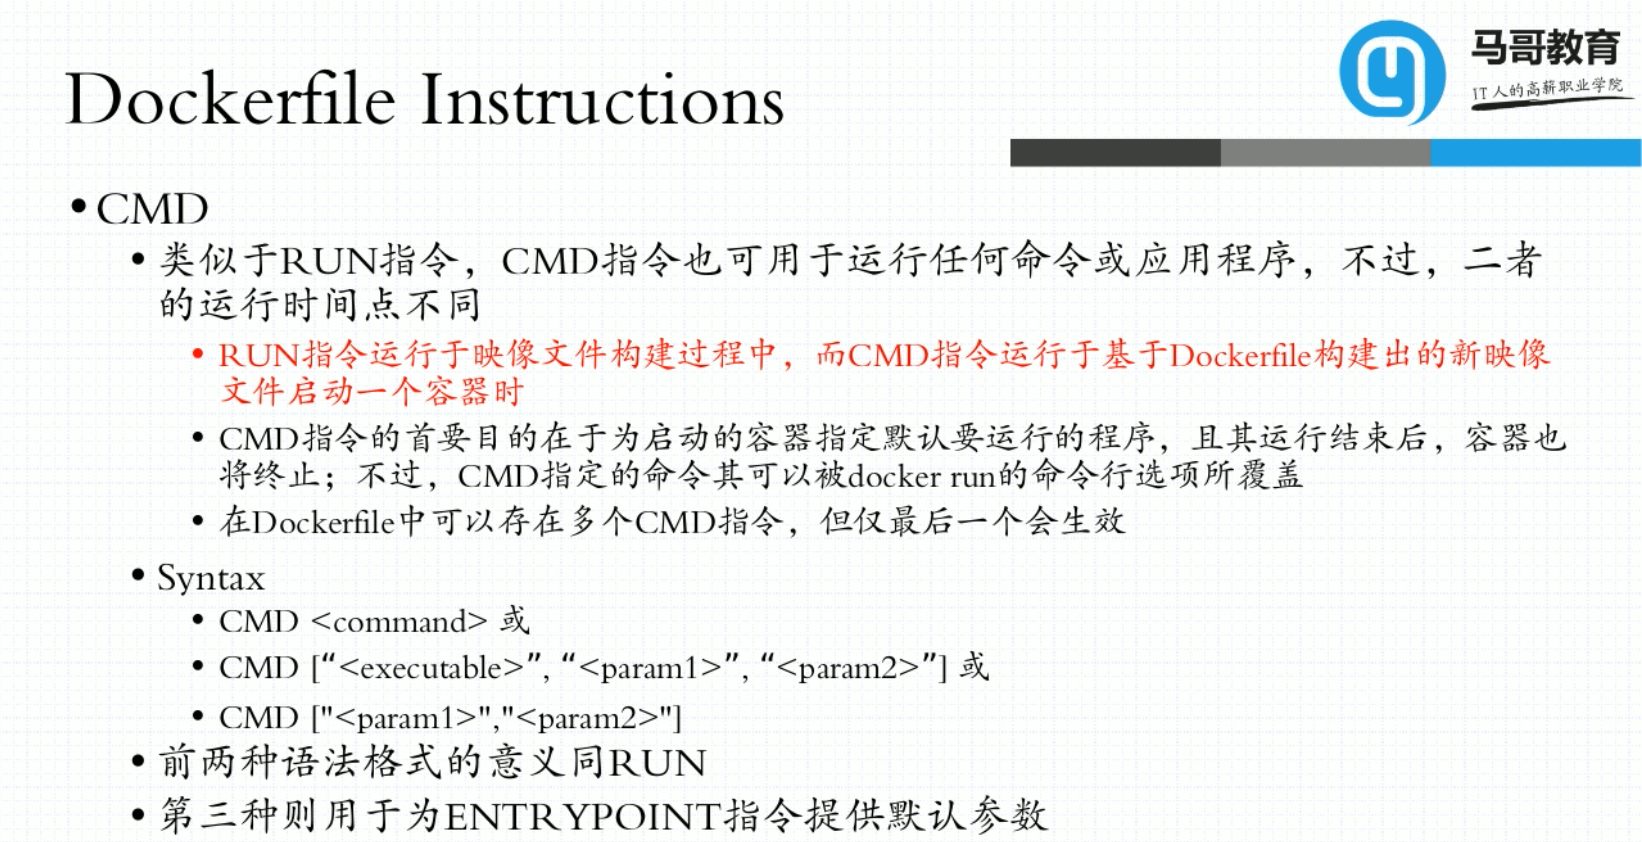 马哥教育
IT人的高薪职业学院
Dockerfile Instructions
•CMD
• 类似于RUN指令，CMD指令也可用于运行任何命令或应用程序，不过，二者
的运行时间点不同
• RUN指令运行于映像文件构建过程中，而CMD指令运行于基于Dockerfile构建出的新映像
文件启动一个容器时
• CMD指令的首要目的在于为启动的容器指定默认要运行的程序，且其运行结束后，容器也
将终止；不过，CMD指定的命令其可以被docker run的命令行选项所覆盖
• 在Dockerfile中可以存在多个CMD指令，但仅最后一个会生效
• Syntax
• CMD <command> 或
• CMD [“<executable>”, “<param1>”, “<param2>”] 或
• CMD ["<param1>","<param2>"]
• 前两种语法格式的意义同RUN
• 第三种则用于为ENTRYPOINT指令提供默认参数